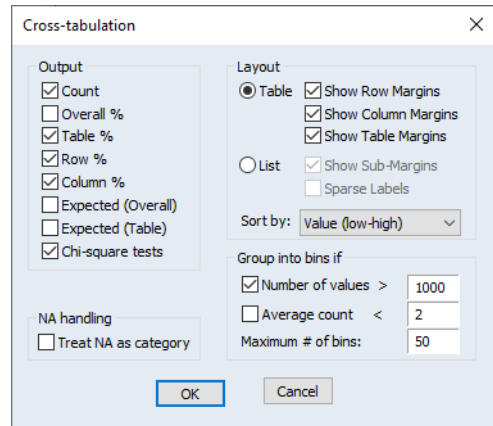 Cross-tabulation
Output
Count
Overall %
Table %
Row %
Column %
Expected (Overall)
Expected (Table)
Chi-square tests
NA handling
Treat NA as category
Layout
Table Show Row Margins
Show Column Margins
Show Table Margins
List Show Sub-Margins
Sparse Labels
Sort by: Value (low-high)
Group into bins if
Number of values > 1000
Average count < 2
Maximum # of bins: 50
OK Cancel